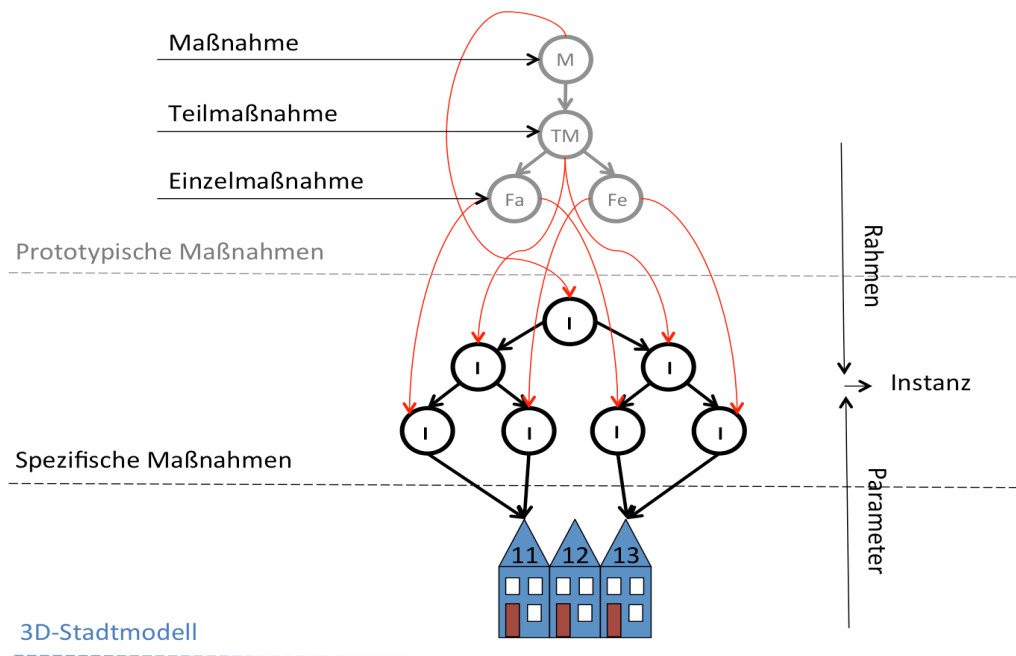 Maßnahme
M
Teilmaßnahme
TM
Einzelmaßnahme
Fa
Fe
Prototypische Maßnahmen
Rahmen
I
I
I
Instanz
I
I
I
I
Spezifische Maßnahmen
Parameter
11
12
13
3D-Stadtmodell